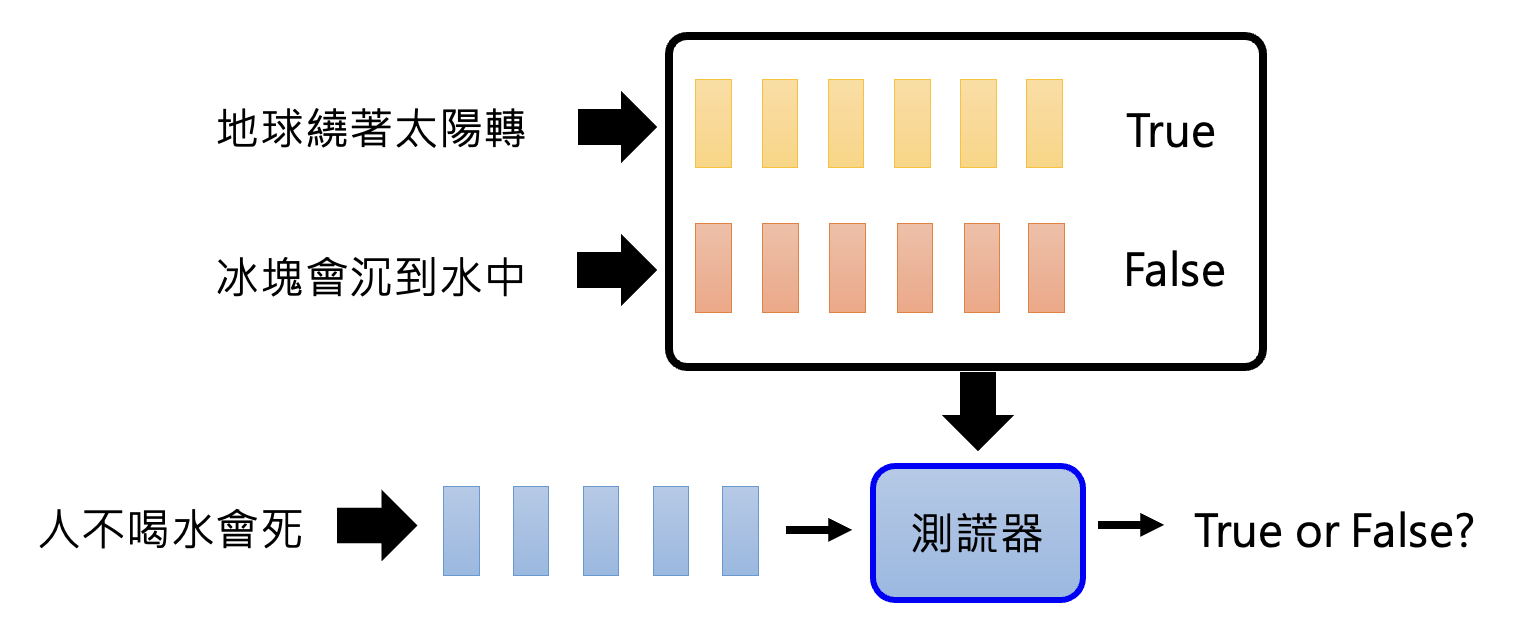 地球繞著太陽轉
True
冰塊會沉到水中
False
人不喝水會死
測謊器
True or False?